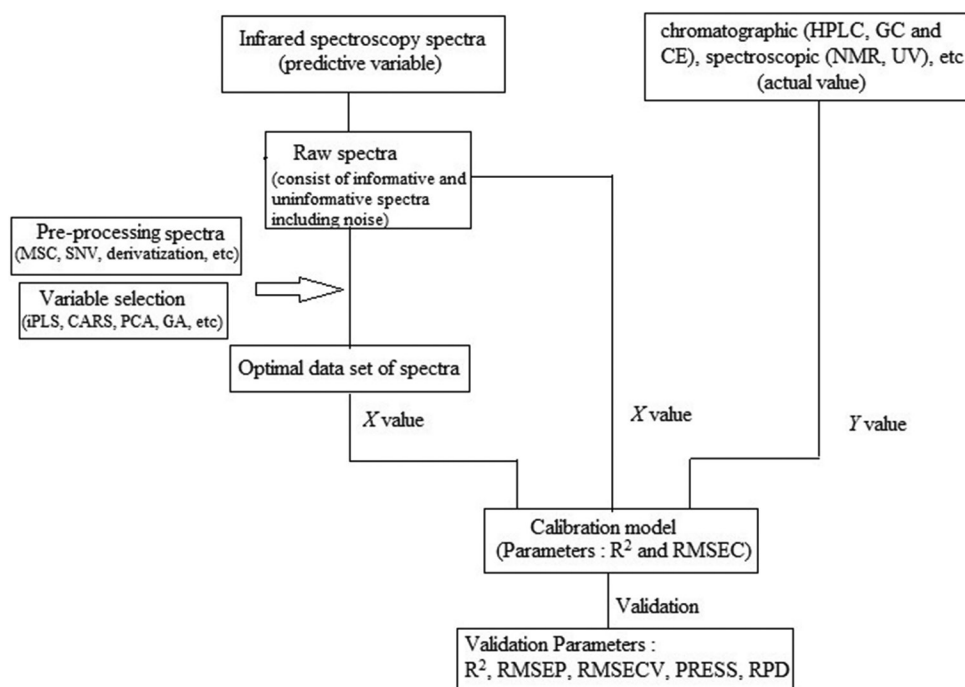 Infrared spectroscopy spectra
(predictive variable)
chromatographic (HPLC, GC and
CE), spectroscopic (NMR, UV), etc
(actual value)
Raw spectra
(consist of informative and
uninformative spectra
including noise)
Pre-processing spectra
(MSC, SNV, derivatization, etc)
Variable selection
(iPLS, CARS, PCA, GA, etc)
Optimal data set of spectra
X value
X value
Y value
Calibration model
(Parameters : R² and RMSEC)
Validation
Validation Parameters :
R², RMSEP, RMSECV, PRESS, RPD